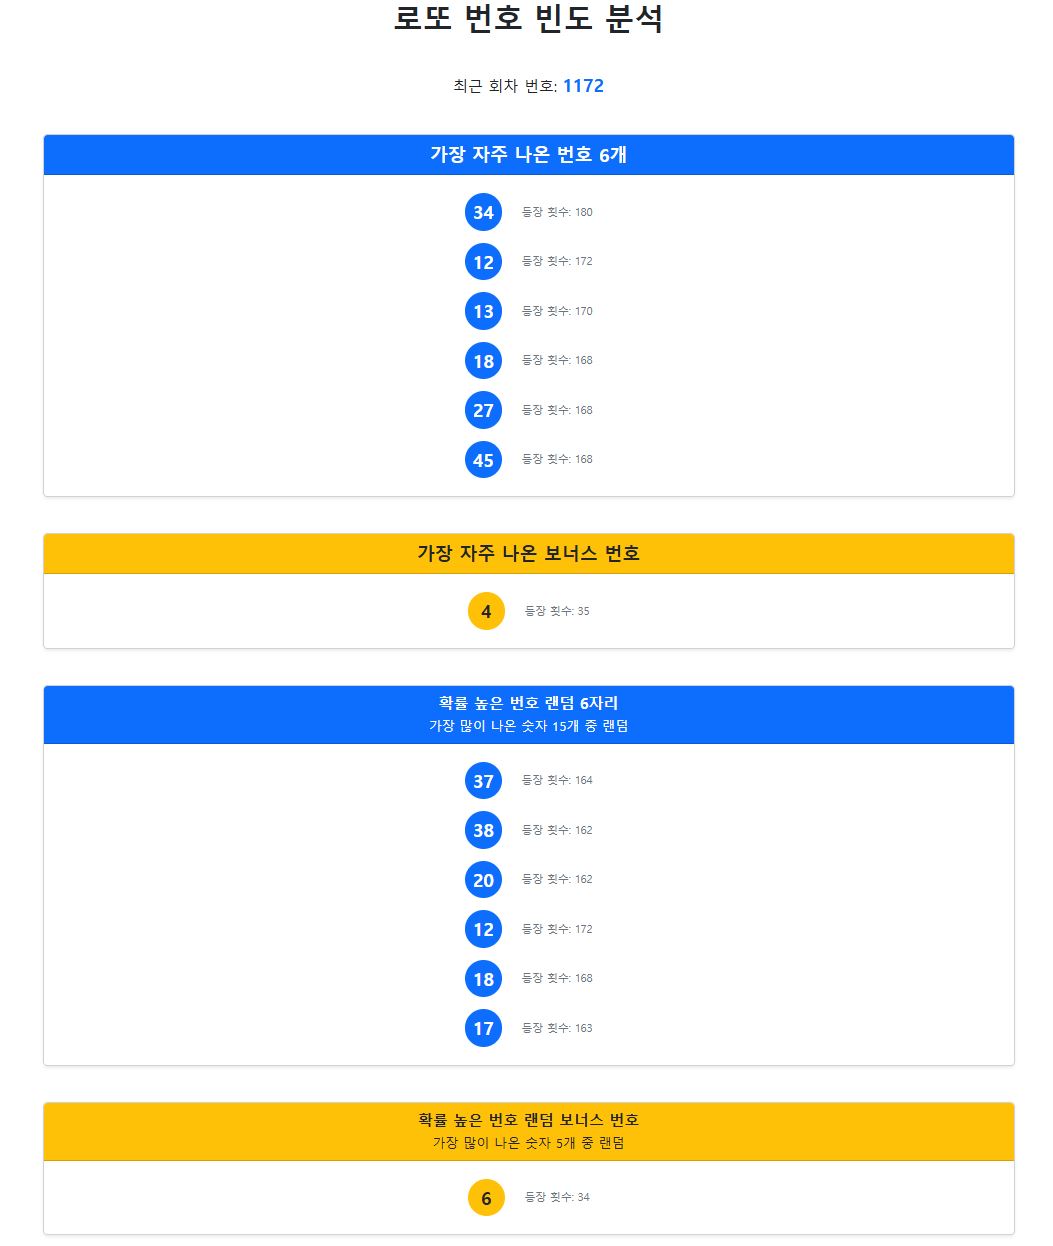 로또 번호 빈도 분석
최근 회차 번호: 1172
가장 자주 나온 번호 6개
34 등장 횟수: 180
12 등장 횟수: 172
13 등장 횟수: 170
18 등장 횟수: 168
27 등장 횟수: 168
45 등장 횟수: 168
가장 자주 나온 보너스 번호
4 등장 횟수: 35
확률 높은 번호 랜덤 6자리
가장 많이 나온 숫자 15개 중 랜덤
37 등장 횟수: 164
38 등장 횟수: 162
20 등장 횟수: 162
12 등장 횟수: 172
18 등장 횟수: 168
17 등장 횟수: 163
확률 높은 번호 랜덤 보너스 번호
가장 많이 나온 숫자 5개 중 랜덤
6 등장 횟수: 34